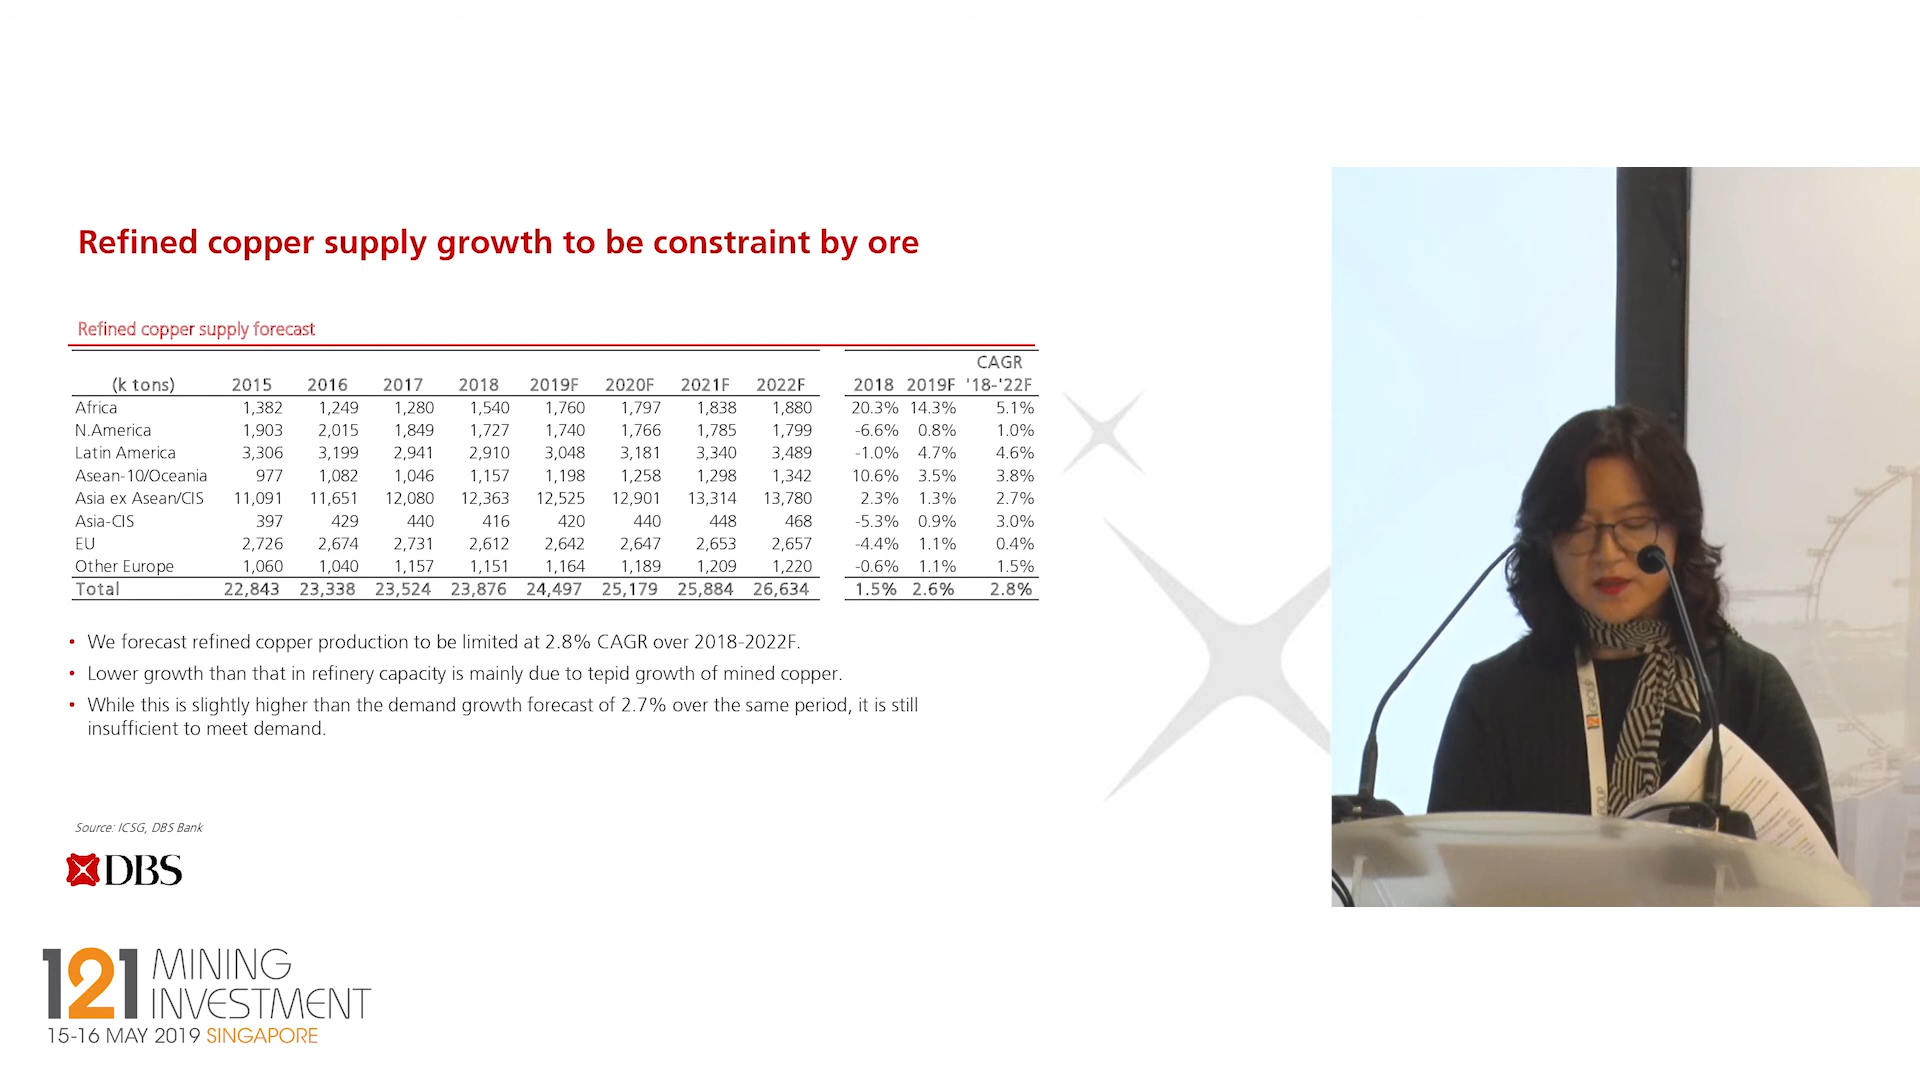 Refined copper supply growth to be constraint by ore
Refined copper supply forecast
CAGR
(k tons) 2015 2016 2017 2018 2019F 2020F 2021F 2022F 2018 2019F '18-'22F
Africa 1,382 1,249 1,280 1,540 1,760 1,797 1,838 1,880 20.3% 14.3% 5.1%
N.America 1,903 2,015 1,849 1,727 1,740 1,766 1,785 1,799 -6.6% 0.8% 1.0%
Latin America 3,306 3,199 2,941 2,910 3,048 3,181 3,340 3,489 -1.0% 4.7% 4.6%
Asean-10/Oceania 977 1,082 1,046 1,157 1,198 1,258 1,298 1,342 10.6% 3.5% 3.8%
Asia ex Asean/CIS 11,091 11,651 12,080 12,363 12,525 12,901 13,314 13,780 2.3% 1.3% 2.7%
Asia-CIS 397 429 440 416 420 440 448 468 -5.3% 0.9% 3.0%
EU 2,726 2,674 2,731 2,612 2,642 2,647 2,653 2,657 -4.4% 1.1% 0.4%
Other Europe 1,060 1,040 1,157 1,151 1,164 1,189 1,209 1,220 -0.6% 1.1% 1.5%
Total 22,843 23,338 23,524 23,876 24,497 25,179 25,884 26,634 1.5% 2.6% 2.8%
• We forecast refined copper production to be limited at 2.8% CAGR over 2018-2022F.
• Lower growth than that in refinery capacity is mainly due to tepid growth of mined copper.
• While this is slightly higher than the demand growth forecast of 2.7% over the same period, it is still
insufficient to meet demand.
Source: ICSG, DBS Bank
DBS
121 MINING
INVESTMENT
15-16 MAY 2019 SINGAPORE
121GROUP